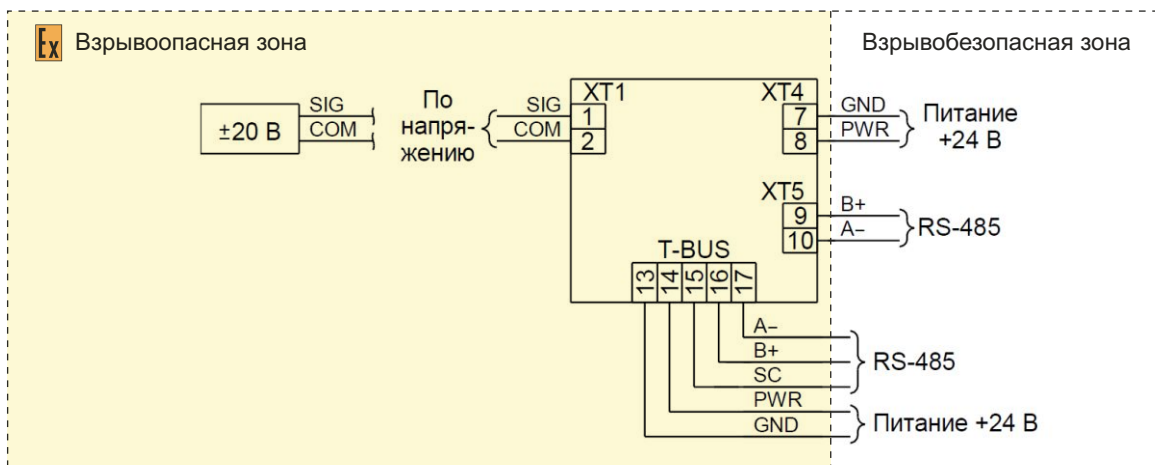 Ex Взрывоопасная зона
Взрывобезопасная зона
±20 В
SIG
COM
По
напря-
жению
SIG
COM
XT1
1
2
XT4
7
8
GND
PWR
Питание
+24 В
XT5
9
10
B+
A–
RS-485
T-BUS
13
14
15
16
17
A–
B+
SC
RS-485
PWR
GND
Питание +24 В